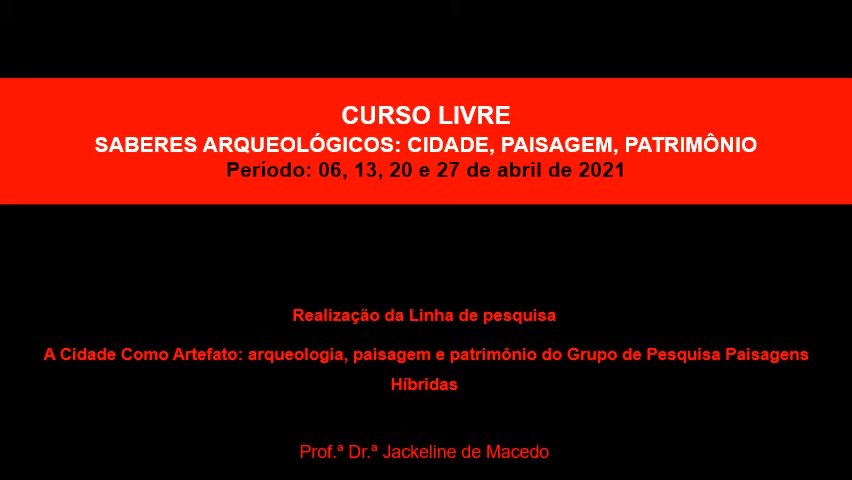 CURSO LIVRE
SABERES ARQUEOLÓGICOS: CIDADE, PAISAGEM, PATRIMÔNIO
Período: 06, 13, 20 e 27 de abril de 2021
Realização da Linha de pesquisa
A Cidade Como Artefato: arqueologia, paisagem e patrimônio do Grupo de Pesquisa Paisagens
Híbridas
Prof.ª Dr.ª Jackeline de Macedo